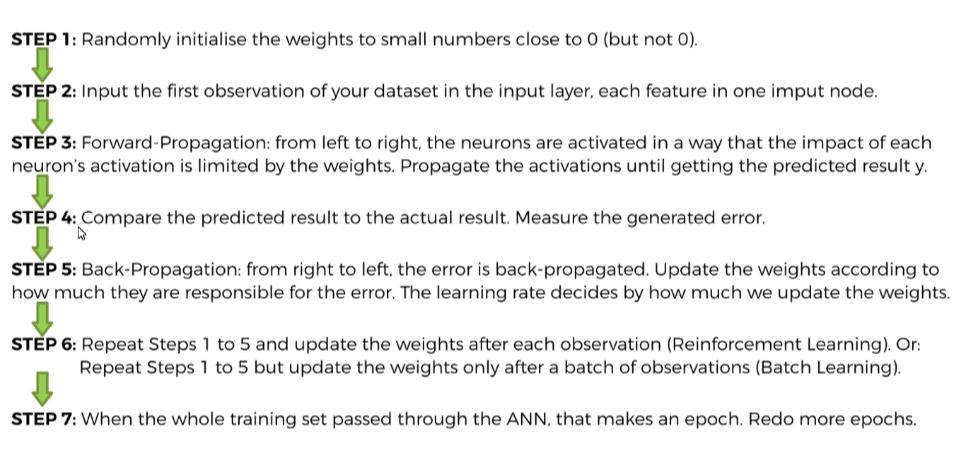 STEP 1: Randomly initialise the weights to small numbers close to 0 (but not 0).
STEP 2: Input the first observation of your dataset in the input layer, each feature in one imput node.
STEP 3: Forward-Propagation: from left to right, the neurons are activated in a way that the impact of each
neuron's activation is limited by the weights. Propagate the activations until getting the predicted result y.
STEP 4: Compare the predicted result to the actual result. Measure the generated error.
STEP 5: Back-Propagation: from right to left, the error is back-propagated. Update the weights according to
how much they are responsible for the error. The learning rate decides by how much we update the weights.
STEP 6: Repeat Steps 1 to 5 and update the weights after each observation (Reinforcement Learning). Or:
Repeat Steps 1 to 5 but update the weights only after a batch of observations (Batch Learning).
STEP 7: When the whole training set passed through the ANN, that makes an epoch. Redo more epochs.